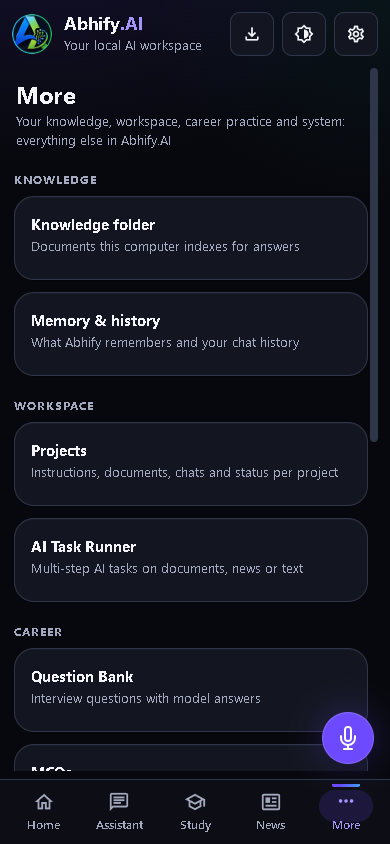 Abhify.AI
Your local AI workspace
More
Your knowledge, workspace, career practice and system:
everything else in Abhify.AI
KNOWLEDGE
Knowledge folder
Documents this computer indexes for answers
Memory & history
What Abhify remembers and your chat history
WORKSPACE
Projects
Instructions, documents, chats and status per project
AI Task Runner
Multi-step AI tasks on documents, news or text
CAREER
Question Bank
Interview questions with model answers
MCQs
Home
Assistant
Study
News
More